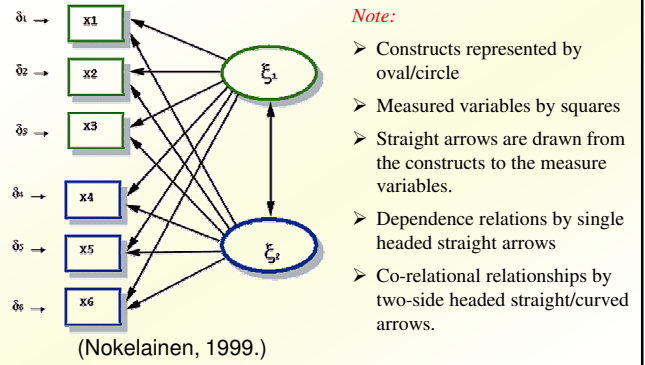 δ₁ → x1
δ₂ → x2
δ₃ → x3
δ₄ → x4
δ₅ → x5
δ₆ → x6
ξ₁
ξ₂
(Nokelainen, 1999.)
Note:
➢ Constructs represented by
oval/circle
➢ Measured variables by squares
➢ Straight arrows are drawn from
the constructs to the measure
variables.
➢ Dependence relations by single
headed straight arrows
➢ Co-relational relationships by
two-side headed straight/curved
arrows.